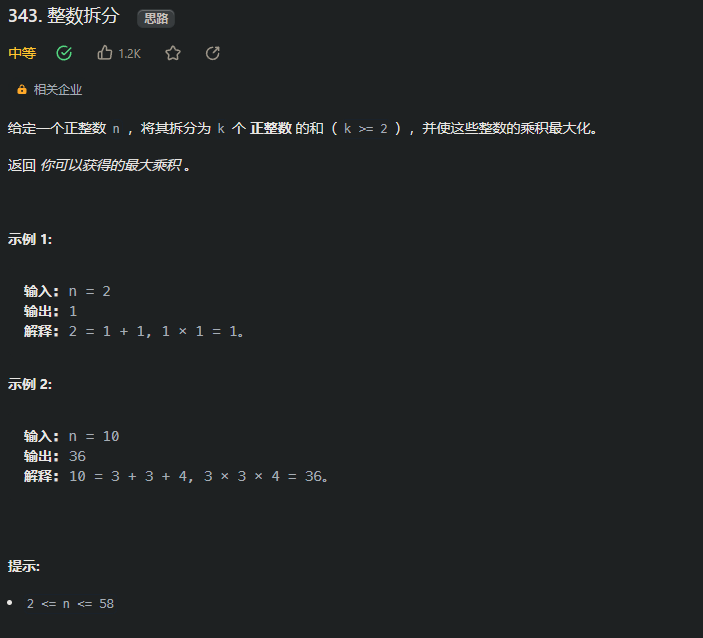 343. 整数拆分 思路
中等 1.2K
相关企业
给定一个正整数 n ，将其拆分为 k 个 正整数 的和（ k >= 2 ），并使这些整数的乘积最大化。
返回 你可以获得的最大乘积 。
示例 1:
输入: n = 2
输出: 1
解释: 2 = 1 + 1, 1 × 1 = 1。
示例 2:
输入: n = 10
输出: 36
解释: 10 = 3 + 3 + 4, 3 × 3 × 4 = 36。
提示:
• 2 <= n <= 58